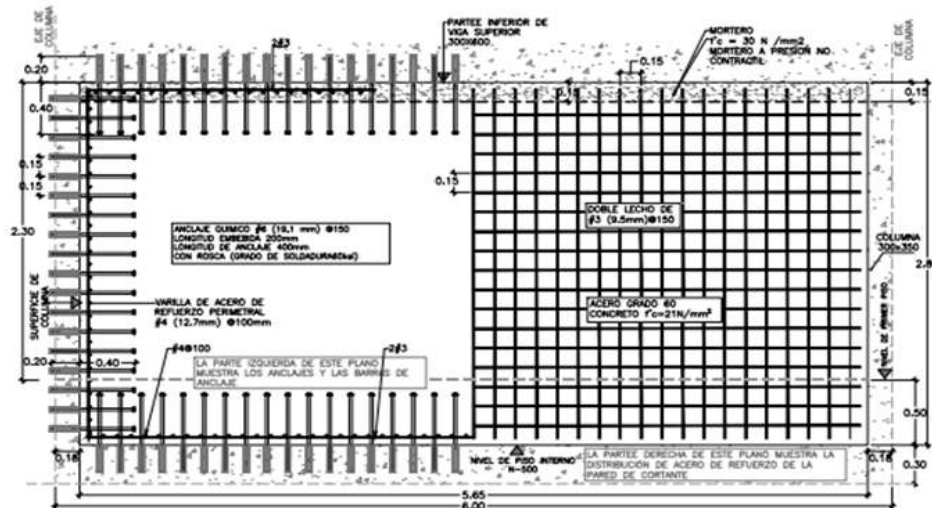 EJE DE
COLUMNA
PARTEE INFERIOR DE
VIGA SUPERIOR
300X600
MORTERO
f'c = 30 N /mm2
MORTERO A PRESION NO
CONTRACTIL
EJE DE
COLUMNA
2#3
0.20
0.15
0.15
0.15
0.40
0.15
0.15
0.15
2.30
ANCLAJE QUIMICO #6 (19.1 mm) @150
LONGITUD EMBEBIDA 200mm
LONGITUD DE ANCLAJE 400mm
CON ROSCA (GRADO DE SOLDADURA60ksi)
DOBLE LECHO DE
#3 (9.5mm)@150
COLUMNA
300x350
SUPERFICIE DE
COLUMNA
VARILLA DE ACERO DE
REFUERZO PERIMETRAL
#4 (12.7mm) @100mm
ACERO GRADO 60
CONCRETO f'c=21N/mm²
NIVEL DE PRIMER PISO
0.20
0.40
#4@100
2#3
LA PARTE IZQUIERDA DE ESTE PLANO
MUESTRA LOS ANCLAJES Y LAS BARRAS DE
ANCLAJE
0.50
0.18
NIVEL DE PISO INTERNO
N-500
LA PARTEE DERECHA DE ESTE PLANO MUESTRA LA
DISTRIBUCIÓN DE ACERO DE REFUERZO DE LA
PARED DE CORTANTE
0.18
0.30
5.65
6.00